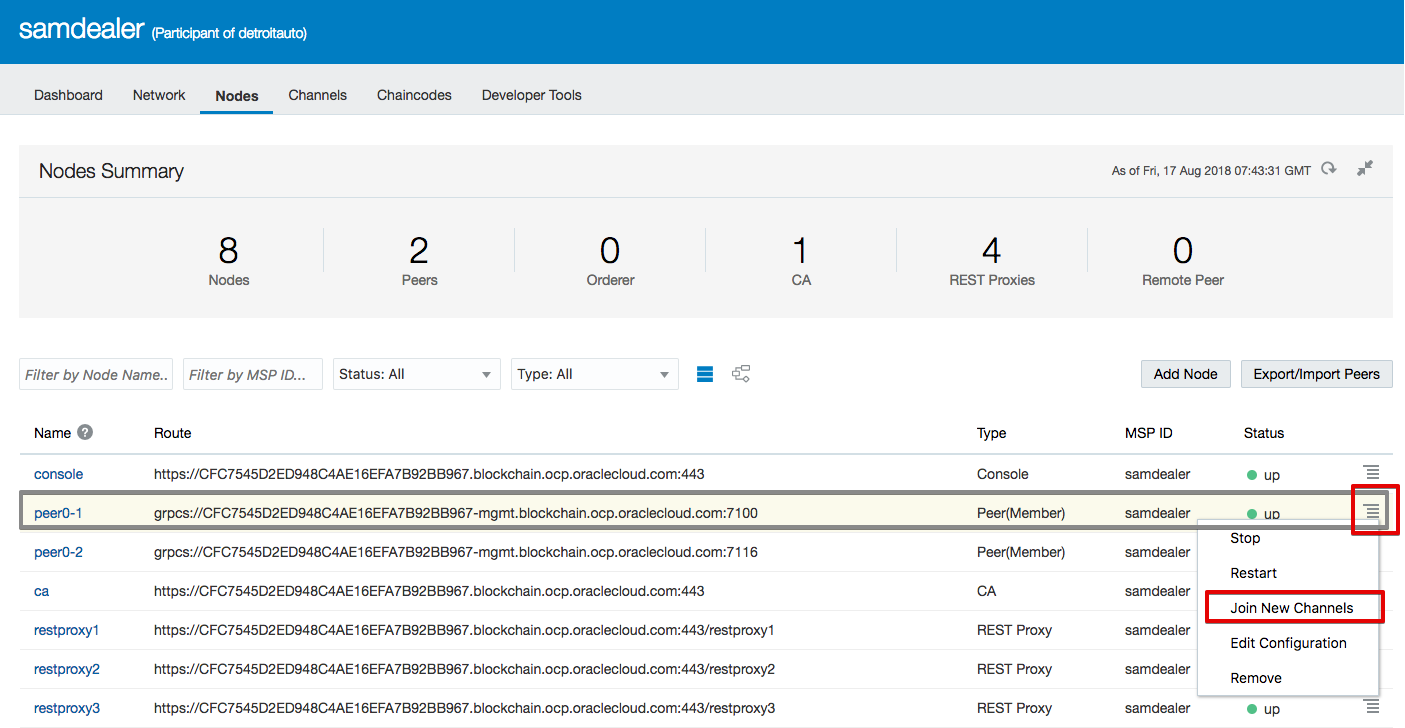 samdealer (Participant of detroitauto)
Dashboard Network Nodes Channels Chaincodes Developer Tools
Nodes Summary As of Fri, 17 Aug 2018 07:43:31 GMT
8 2 0 1 4 0
Nodes Peers Orderer CA REST Proxies Remote Peer
Filter by Node Name.. Filter by MSP ID... Status: All Type: All Add Node Export/Import Peers
Name ? Route Type MSP ID Status
console https://CFC7545D2ED948C4AE16EFA7B92BB967.blockchain.ocp.oraclecloud.com:443 Console samdealer up
peer0-1 grpcs://CFC7545D2ED948C4AE16EFA7B92BB967-mgmt.blockchain.ocp.oraclecloud.com:7100 Peer(Member) samdealer up
Stop
peer0-2 grpcs://CFC7545D2ED948C4AE16EFA7B92BB967-mgmt.blockchain.ocp.oraclecloud.com:7116 Peer(Member) samdealer
Restart
ca https://CFC7545D2ED948C4AE16EFA7B92BB967.blockchain.ocp.oraclecloud.com:443 CA samdealer
Join New Channels
restproxy1 https://CFC7545D2ED948C4AE16EFA7B92BB967.blockchain.ocp.oraclecloud.com:443/restproxy1 REST Proxy samdealer
Edit Configuration
restproxy2 https://CFC7545D2ED948C4AE16EFA7B92BB967.blockchain.ocp.oraclecloud.com:443/restproxy2 REST Proxy samdealer
Remove
restproxy3 https://CFC7545D2ED948C4AE16EFA7B92BB967.blockchain.ocp.oraclecloud.com:443/restproxy3 REST Proxy samdealer up